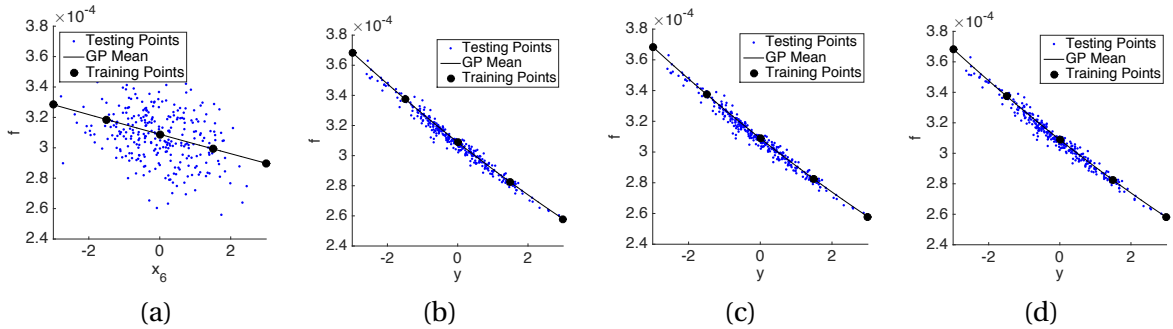 ×10⁻⁴
3.8
3.6
3.4
3.2
3
2.8
2.6
2.4
f
-2
0
2
x₆
Testing Points
GP Mean
Training Points
(a)
×10⁻⁴
3.8
3.6
3.4
3.2
3
2.8
2.6
2.4
f
-2
0
2
y
Testing Points
GP Mean
Training Points
(b)
×10⁻⁴
3.8
3.6
3.4
3.2
3
2.8
2.6
2.4
f
-2
0
2
y
Testing Points
GP Mean
Training Points
(c)
×10⁻⁴
3.8
3.6
3.4
3.2
3
2.8
2.6
2.4
f
-2
0
2
y
Testing Points
GP Mean
Training Points
(d)